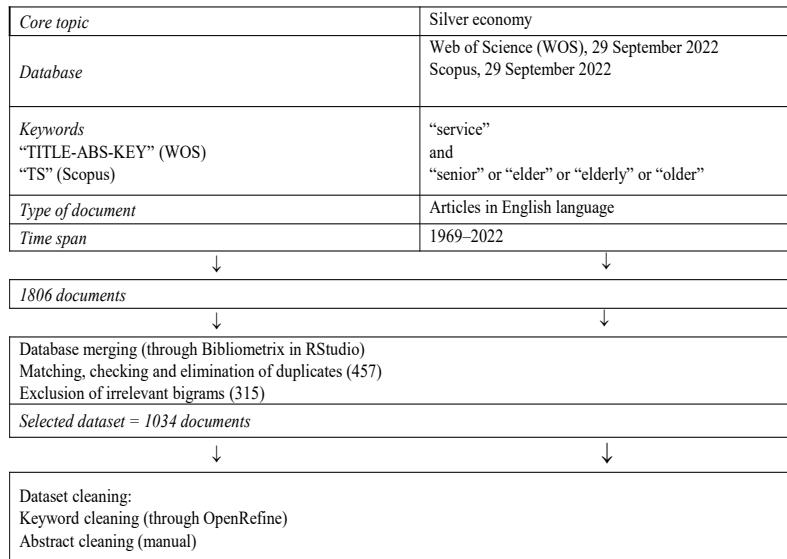 Core topic
Silver economy
Database
Web of Science (WOS), 29 September 2022
Scopus, 29 September 2022
Keywords
“TITLE-ABS-KEY” (WOS)
“TS” (Scopus)
“service”
and
“senior” or “elder” or “elderly” or “older”
Type of document
Articles in English language
Time span
1969–2022
↓ ↓
1806 documents
↓ ↓
Database merging (through Bibliometrix in RStudio)
Matching, checking and elimination of duplicates (457)
Exclusion of irrelevant bigrams (315)
Selected dataset = 1034 documents
↓ ↓
Dataset cleaning:
Keyword cleaning (through OpenRefine)
Abstract cleaning (manual)